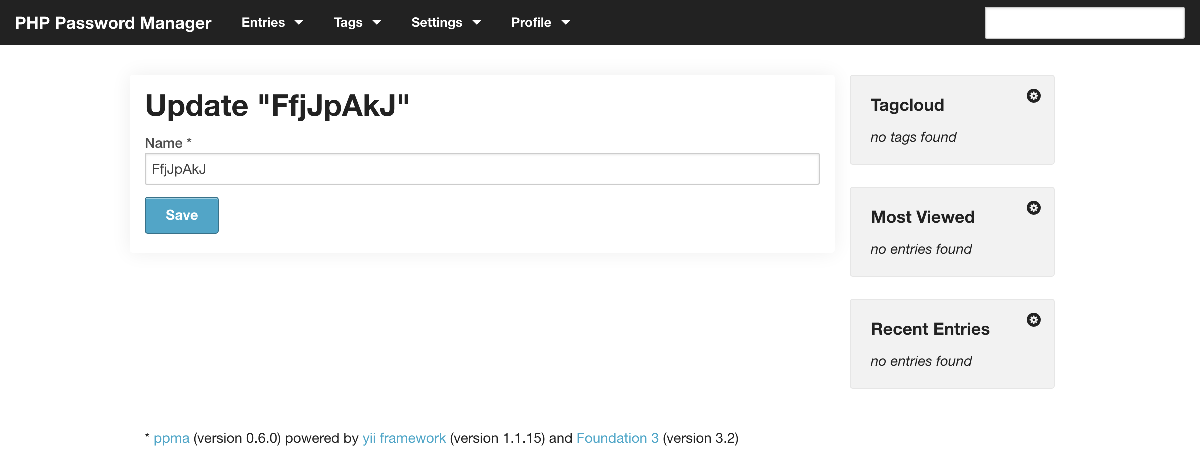 PHP Password Manager Entries Tags Settings Profile
Update "FfjJpAkJ"
Name *
FfjJpAkJ
Save
Tagcloud
no tags found
Most Viewed
no entries found
Recent Entries
no entries found
* ppma (version 0.6.0) powered by yii framework (version 1.1.15) and Foundation 3 (version 3.2)